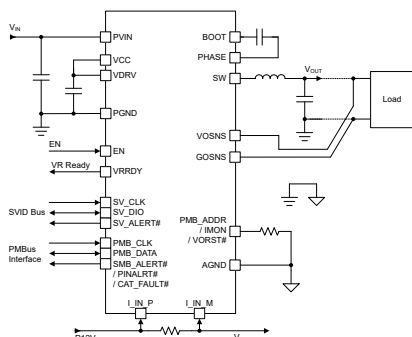 VIN
PVIN
BOOT
PHASE
VCC
VDRV
SW
VOUT
Load
PGND
VOSNS
GOSNS
EN
EN
VR Ready
VRRDY
SV_CLK
SVID Bus
SV_DIO
SV_ALERT#
PMB_ADDR
/ IMON
/ VORST#
PMB_CLK
PMBus
Interface
PMB_DATA
SMB_ALERT#
/ PINALRT#
/ CAT_FAULT#
AGND
I_IN_P
I_IN_M